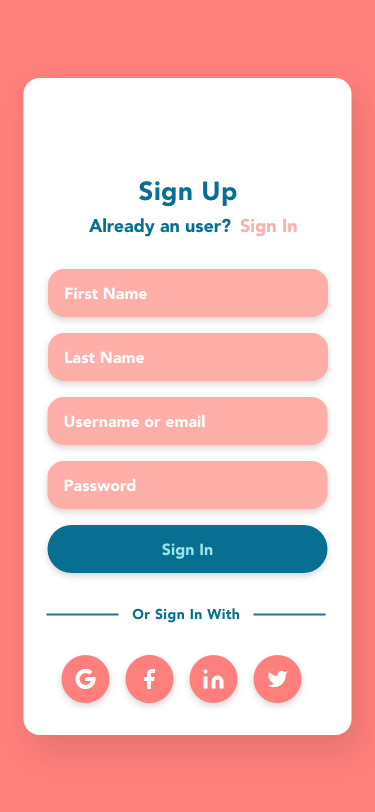 Sign Up
Already an user? Sign In
First Name
Last Name
Username or email
Password
Sign In
Or Sign In With